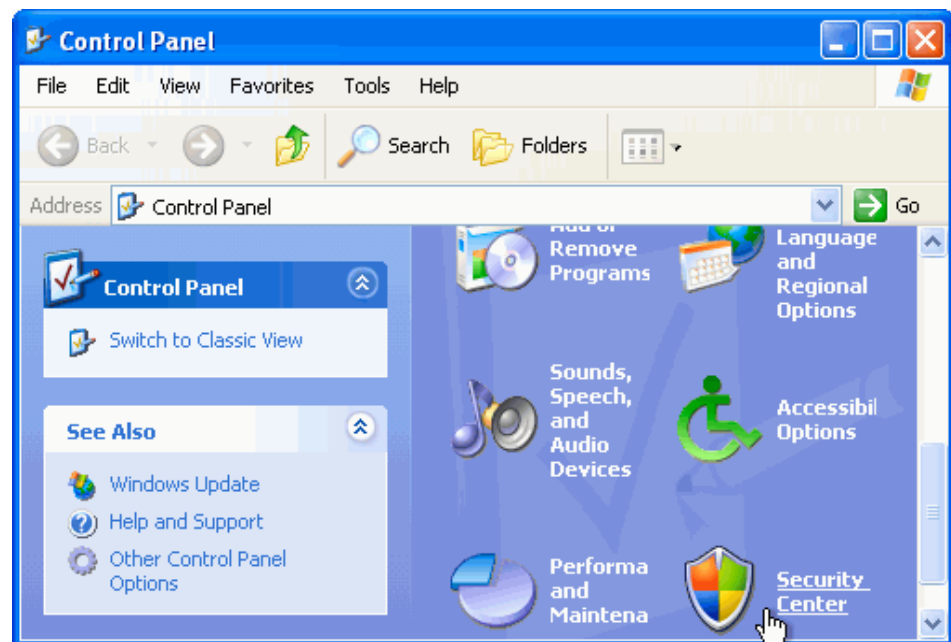 Control Panel
File Edit View Favorites Tools Help
Back Search Folders
Address Control Panel Go
Control Panel
Switch to Classic View
See Also
Windows Update
Help and Support
Other Control Panel
Options
Add or
Remove
Programs
Language
and
Regional
Options
Sounds,
Speech,
and
Audio
Devices
Accessibil
Options
Performa
and
Maintena
Security
Center